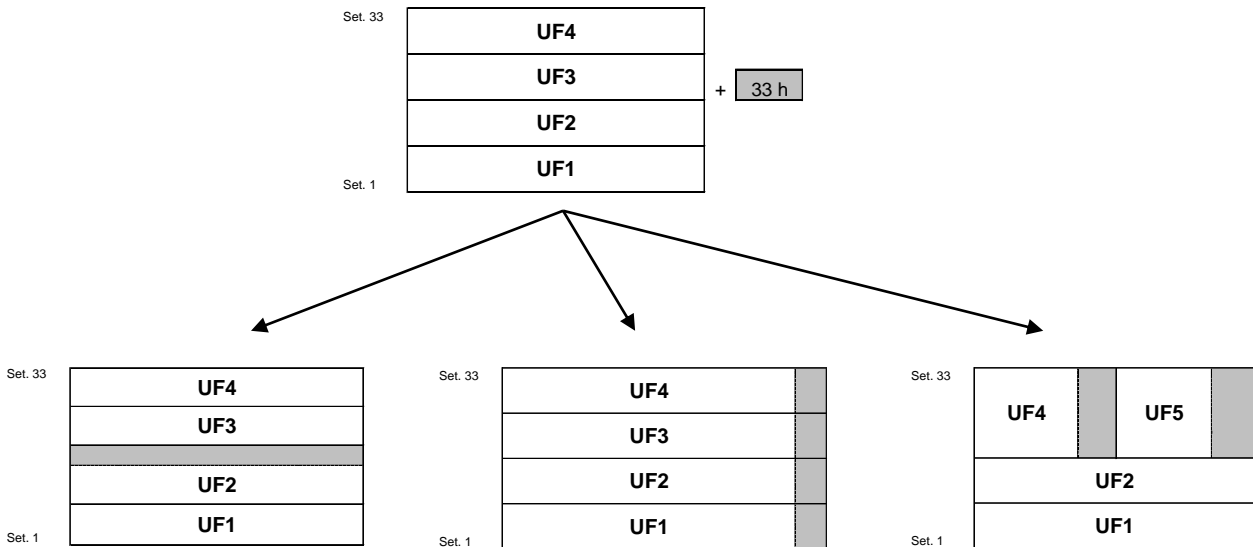 Set. 33
UF4
UF3
+ 33 h
UF2
UF1
Set. 1
Set. 33
UF4
UF3
UF2
UF1
Set. 1
Set. 33
UF4
UF3
UF2
UF1
Set. 1
Set. 33
UF4 UF5
UF2
UF1
Set. 1